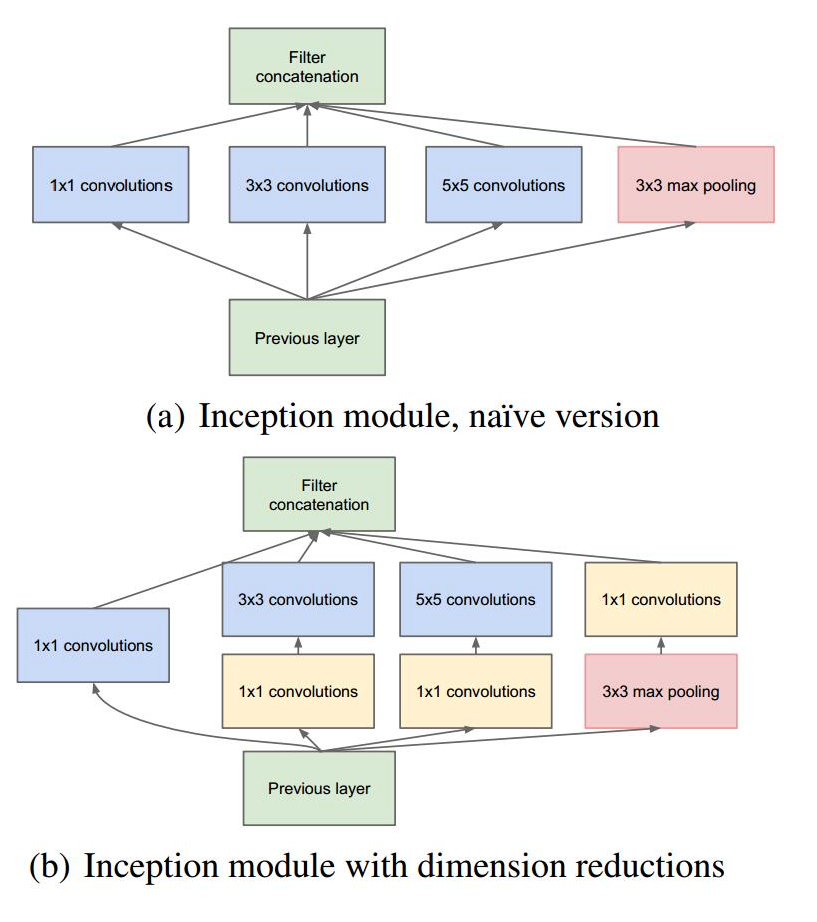 Filter
concatenation
1x1 convolutions
3x3 convolutions
5x5 convolutions
3x3 max pooling
Previous layer
(a) Inception module, naïve version
Filter
concatenation
3x3 convolutions
5x5 convolutions
1x1 convolutions
1x1 convolutions
1x1 convolutions
1x1 convolutions
3x3 max pooling
Previous layer
(b) Inception module with dimension reductions